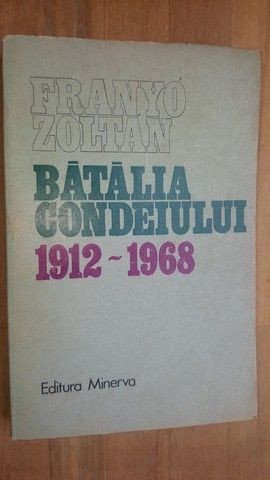 FRANYÓ
ZOLTÁN
BĂTĂLIA
CONDEIULUI
1912~1968
Editura Minerva